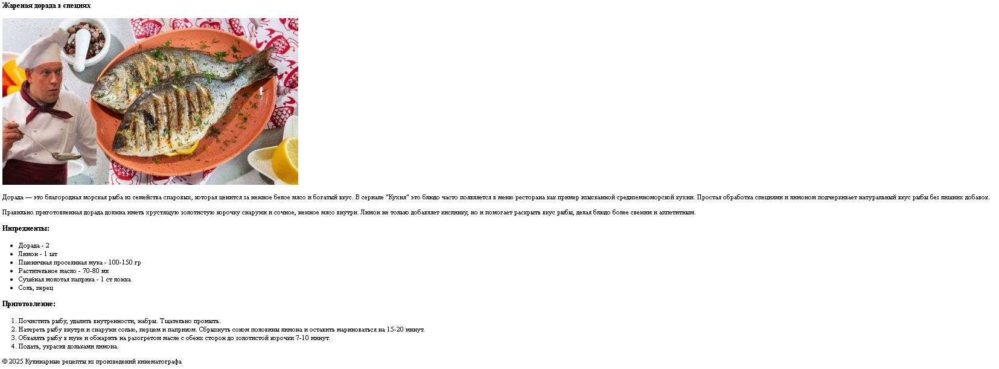 Жареная дорада в специях
Дорада — это благородная морская рыба из семейства спаровых, которая ценится за нежное белое мясо и богатый вкус. В сериале "Кухня" это блюдо часто появляется в меню ресторана как пример изысканной средиземноморской кухни. Простая обработка специями и лимоном подчеркивает натуральный вкус рыбы без лишних добавок.
Правильно приготовленная дорада должна иметь хрустящую золотистую корочку снаружи и сочное, нежное мясо внутри. Лимон не только добавляет кислинку, но и помогает раскрыть вкус рыбы, делая блюдо более свежим и аппетитным.
Ингредиенты:
• Дорада - 2
• Лимон - 1 шт
• Пшеничная просеянная мука - 100-150 гр
• Растительное масло - 70-80 мл
• Сушёная молотая паприка - 1 ст ложка
• Соль, перец
Приготовление:
1. Почистить рыбу, удалить внутренности, жабры. Тщательно промыть.
2. Натереть рыбу внутри и снаружи солью, перцем и паприкой. Сбрызнуть соком половины лимона и оставить мариноваться на 15-20 минут.
3. Обвалять рыбу в муке и обжарить на разогретом масле с обеих сторон до золотистой корочки 7-10 минут.
4. Подать, украсив дольками лимона.
© 2025 Кулинарные рецепты из произведений кинематографа